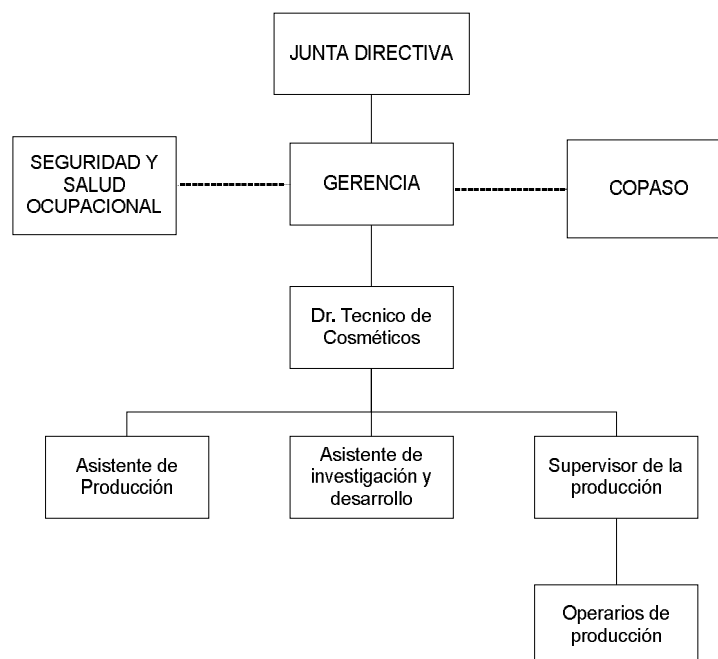 JUNTA DIRECTIVA
SEGURIDAD Y
SALUD
OCUPACIONAL
GERENCIA
COPASO
Dr. Tecnico de
Cosméticos
Asistente de
Producción
Asistente de
investigación y
desarrollo
Supervisor de la
producción
Operarios de
producción